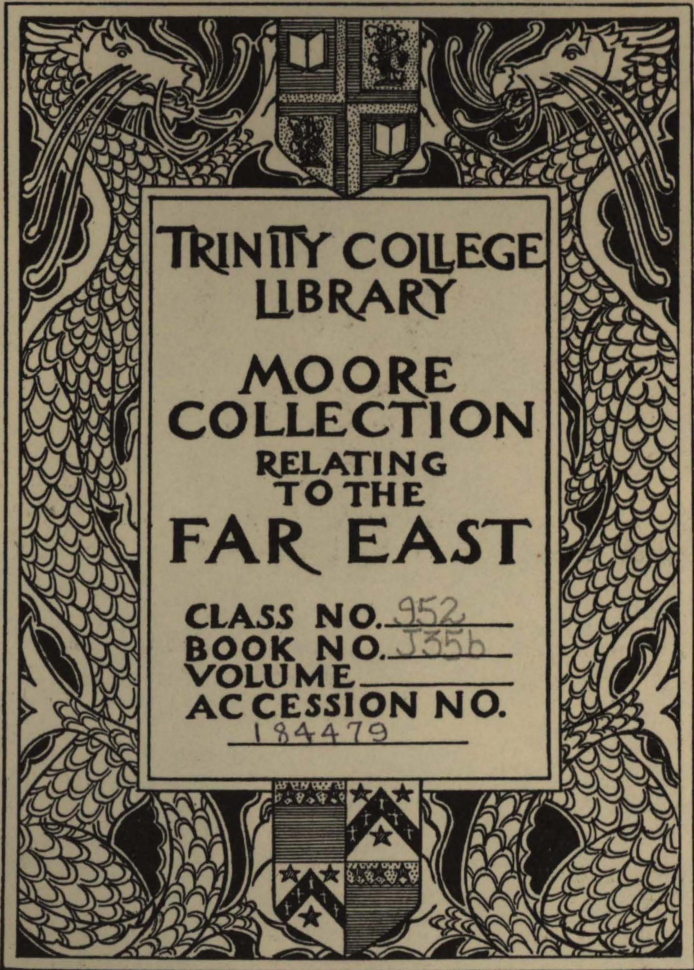 TRINITY COLLEGE
LIBRARY
MOORE
COLLECTION
RELATING
TO THE
FAR EAST
CLASS NO. 952
BOOK NO. J35b
VOLUME
ACCESSION NO.
184479